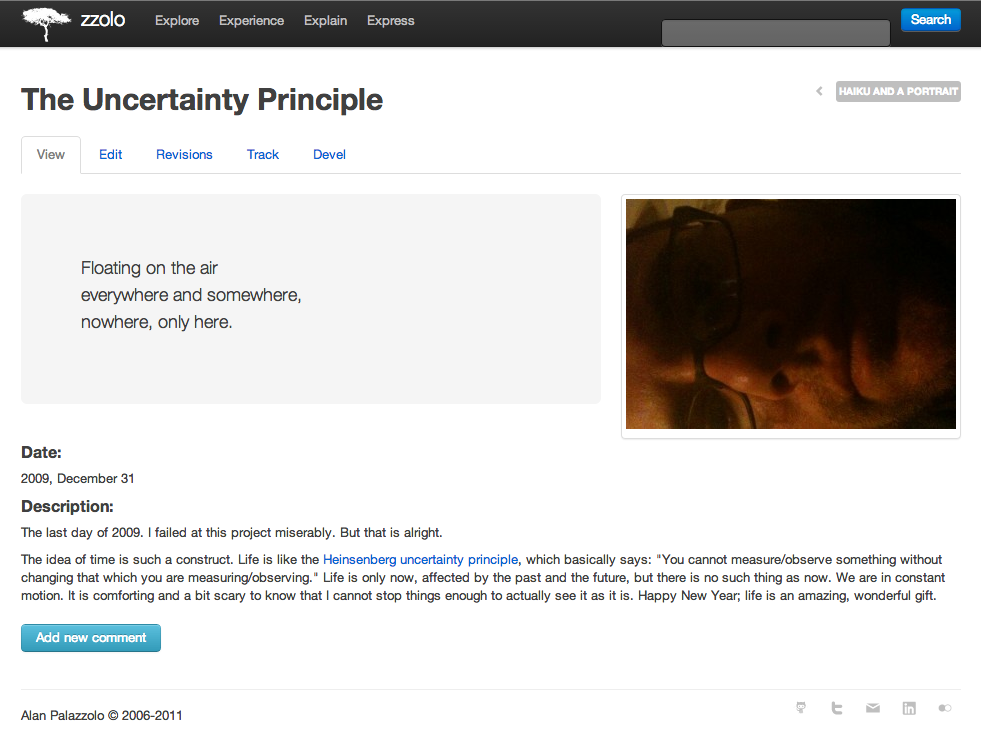 zzolo
Explore
Experience
Explain
Express
Search
The Uncertainty Principle
HAIKU AND A PORTRAIT
View
Edit
Revisions
Track
Devel
Floating on the air
everywhere and somewhere,
nowhere, only here.
Date:
2009, December 31
Description:
The last day of 2009. I failed at this project miserably. But that is alright.
The idea of time is such a construct. Life is like the Heinsenberg uncertainty principle, which basically says: "You cannot measure/observe something without
changing that which you are measuring/observing." Life is only now, affected by the past and the future, but there is no such thing as now. We are in constant
motion. It is comforting and a bit scary to know that I cannot stop things enough to actually see it as it is. Happy New Year; life is an amazing, wonderful gift.
Add new comment
Alan Palazzolo © 2006-2011